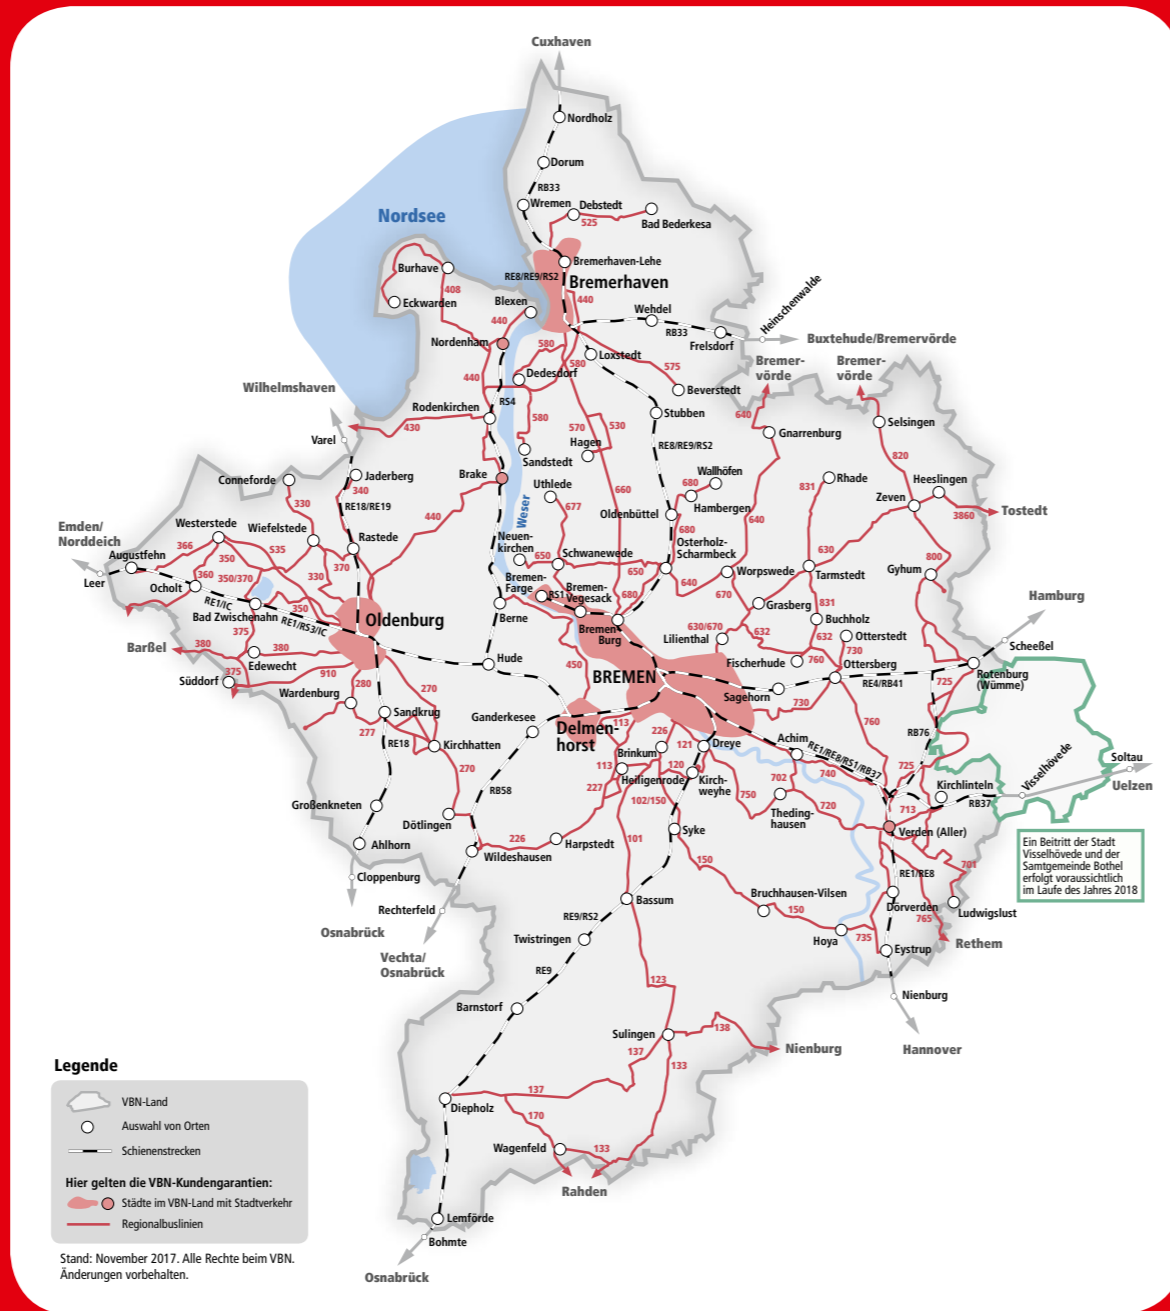 Cuxhaven
Nordholz
Dorum
RB33
Wremen
Debstedt
525
Bad Bederkesa
Nordsee
Burhave
408
Eckwarden
Bremerhaven-Lehe
RE8/RE9/RS2
Bremerhaven
Blexen
440
440
Nordenham
Wehdel
RB33
Frelsdorf
Heinschenwalde
Buxtehude/Bremervörde
580
580
Loxstedt
Dedesdorf
575
Beverstedt
Bremer-
vörde
Bremer-
vörde
Wilhelmshaven
440
RS4
Rodenkirchen
430
580
570
530
Stubben
640
Gnarrenburg
Selsingen
Varel
Hagen
Sandstedt
RE8/RE9/RS2
820
Conneforde
Jaderberg
340
Brake
Uthlede
660
Wallhöfen
680
Hambergen
Rhade
831
Heeslingen
Zeven
330
RE18/RE19
440
Weser
677
Oldenbüttel
3860
Tostedt
Emden/
Norddeich
Westerstede
Wiefelstede
Rastede
680
640
366
535
350
370
Neuen-
kirchen
650
Schwanewede
Osterholz-
Scharmbeck
630
800
Augustfehn
Leer
Ocholt
360
350/370
330
650
640
Worpswede
Tarmstedt
Gyhum
RE1/IC
350
Bad Zwischenahn
RE1/RS3/IC
Bremen-
Farge
RS1
Bremen-
Vegesack
680
670
Grasberg
831
Hamburg
Oldenburg
Berne
Bremen
Burg
630/670
632
Buchholz
632
Otterstedt
Scheeßel
Barßel
380
375
380
Lilienthal
730
Edewecht
Hude
450
BREMEN
Fischerhude
760
Ottersberg
Rotenburg
(Wümme)
Süddorf
375
910
Sagehorn
RE4/RB41
725
280
Wardenburg
270
730
Sandkrug
277
Ganderkesee
Delmen-
horst
113
226
760
RB76
RE18
Kirchhatten
Brinkum
121
Dreye
Achim
RE1/RE8/RS1/RB37
113
Heiligenrode
120
Kirch-
weyhe
702
740
725
Visselhövede
Soltau
Uelzen
270
RB58
227
102/150
750
Theding-
hausen
720
Kirchlinteln
RB37
713
Großenkneten
Dötlingen
Syke
Verden (Aller)
Ein Beitritt der Stadt
Visselhövede und der
Samtgemeinde Bothel
erfolgt voraussichtlich
im Laufe des Jahres 2018
226
Harpstedt
101
Ahlhorn
Wildeshausen
150
701
RE1/RE8
Cloppenburg
Bruchhausen-Vilsen
Rechterfeld
Bassum
150
Dörverden
765
Ludwigslust
Osnabrück
RE9/RS2
Hoya
735
Rethem
Twistringen
Eystrup
Vechta/
Osnabrück
RE9
123
Nienburg
Barnstorf
Sulingen
138
Nienburg
Hannover
137
133
137
Diepholz
170
Wagenfeld
133
Rahden
Lemförde
Bohmte
Osnabrück
Legende
VBN-Land
Auswahl von Orten
Schienenstrecken
Hier gelten die VBN-Kundengarantien:
Städte im VBN-Land mit Stadtverkehr
Regionalbuslinien
Stand: November 2017. Alle Rechte beim VBN.
Änderungen vorbehalten.